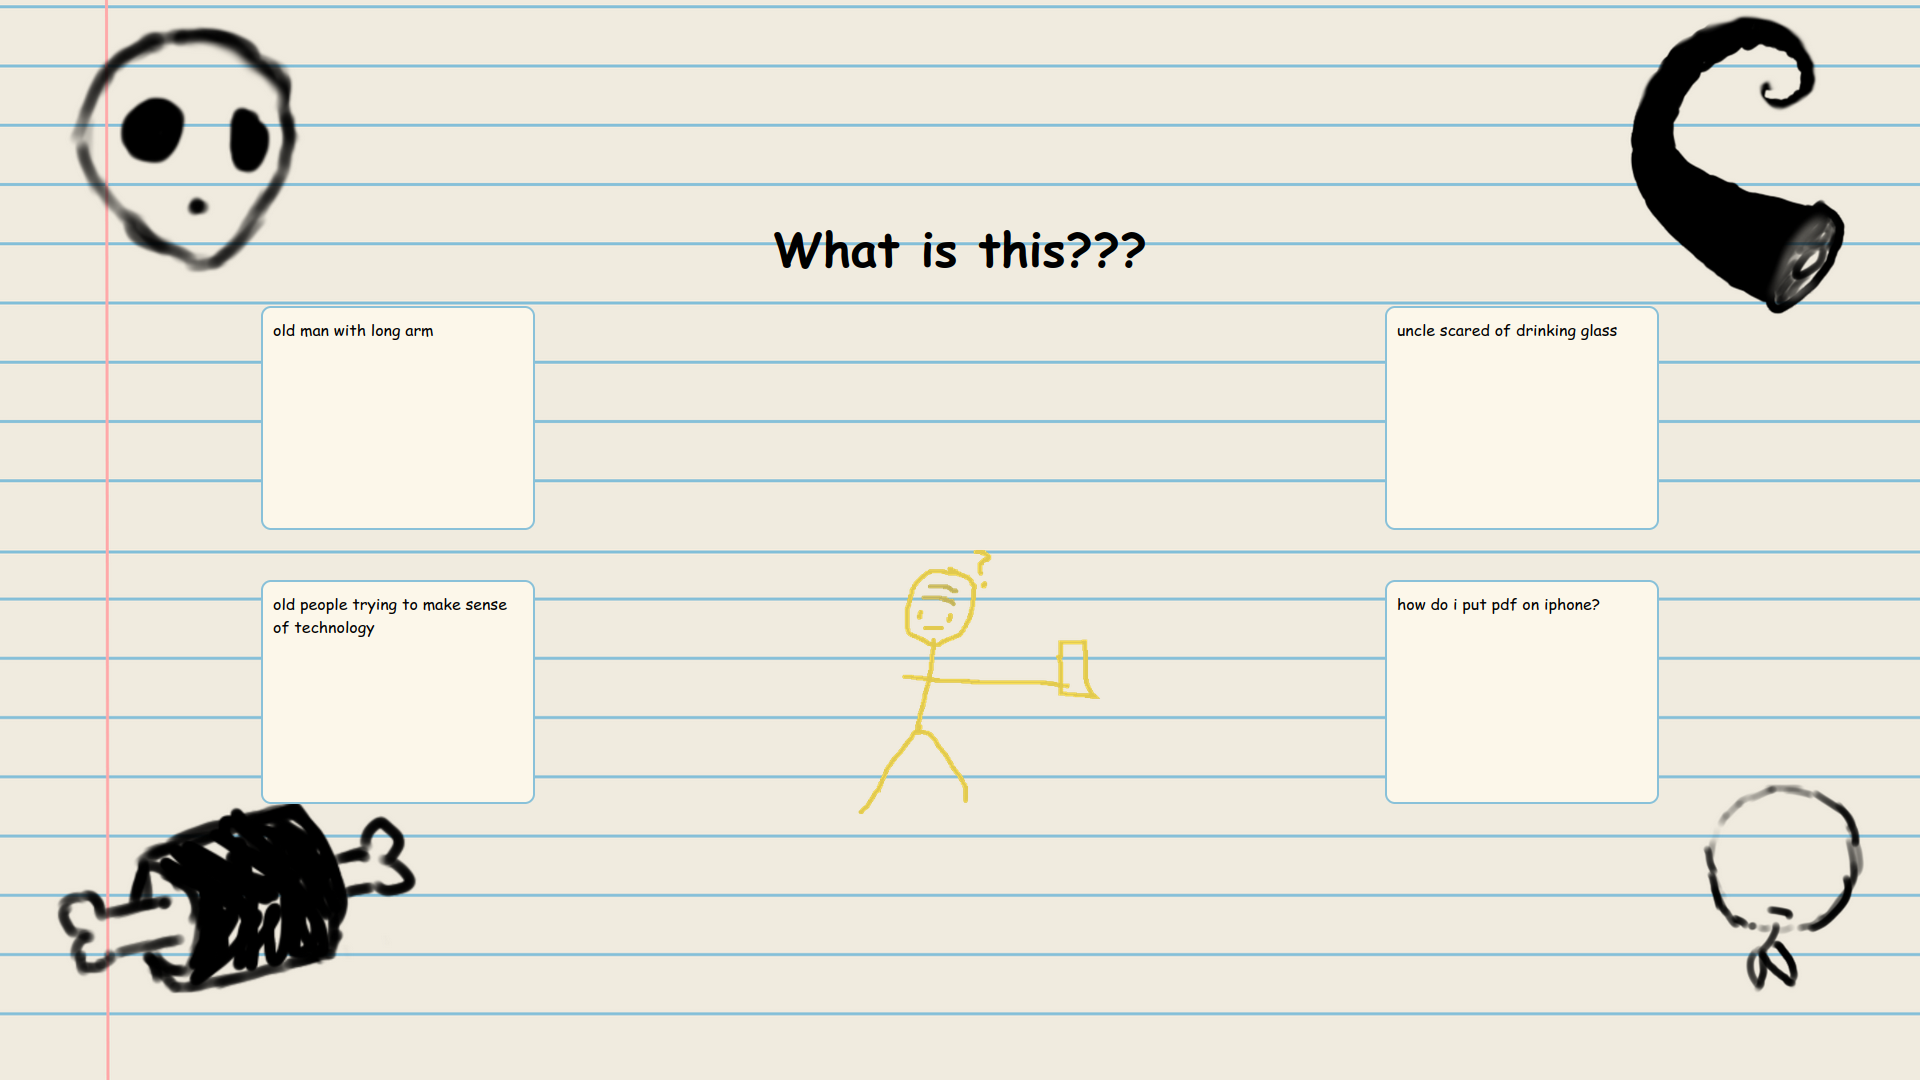 What is this???
old man with long arm
uncle scared of drinking glass
?
old people trying to make sense
of technology
how do i put pdf on iphone?